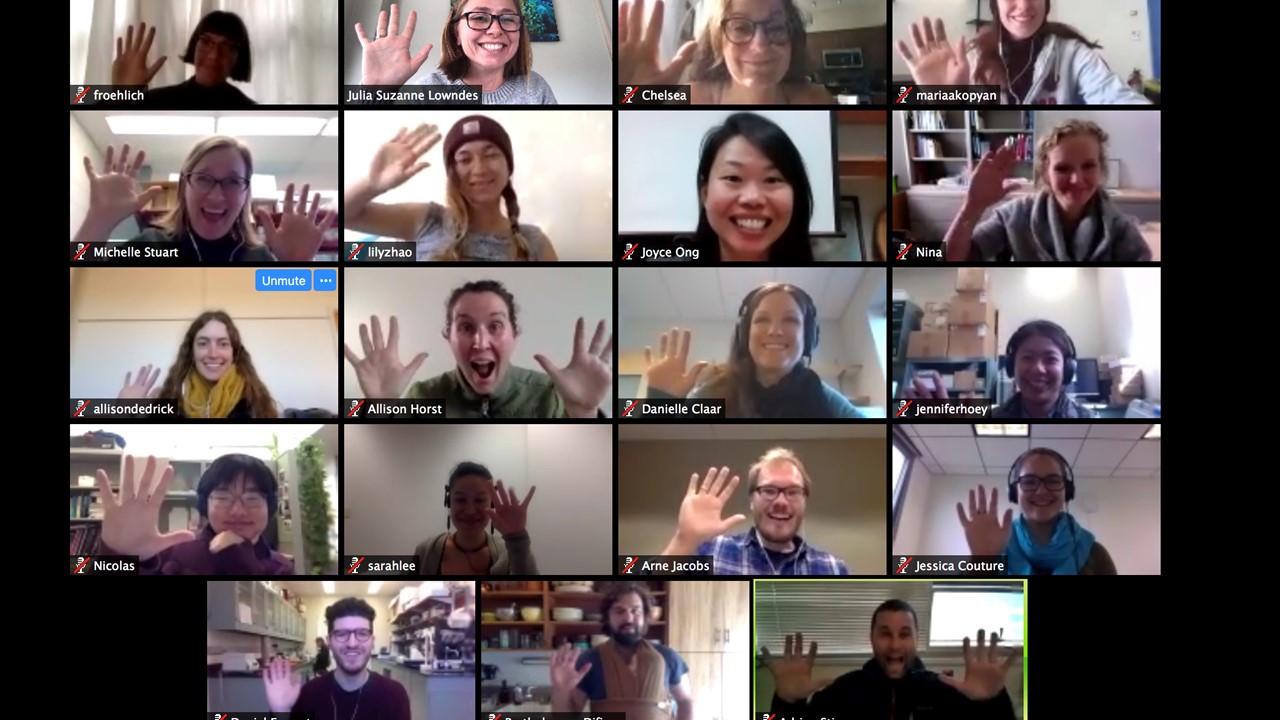 froehlich
Julia Suzanne Lowndes
Chelsea
mariaakopyan
Michelle Stuart
lilyzhao
Joyce Ong
Nina
Unmute
allisondedrick
Allison Horst
Danielle Claar
jenniferhoey
Nicolas
sarahlee
Arne Jacobs
Jessica Couture